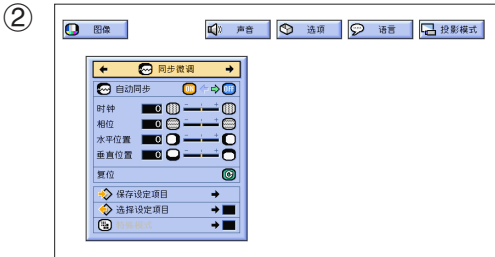 ②
图像 声音 选项 语言 投影模式
同步微调
自动同步 ON OFF
时钟 0 - +
相位 0 - +
水平位置 0 - +
垂直位置 0 - +
复位
保存设定项目
选择设定项目